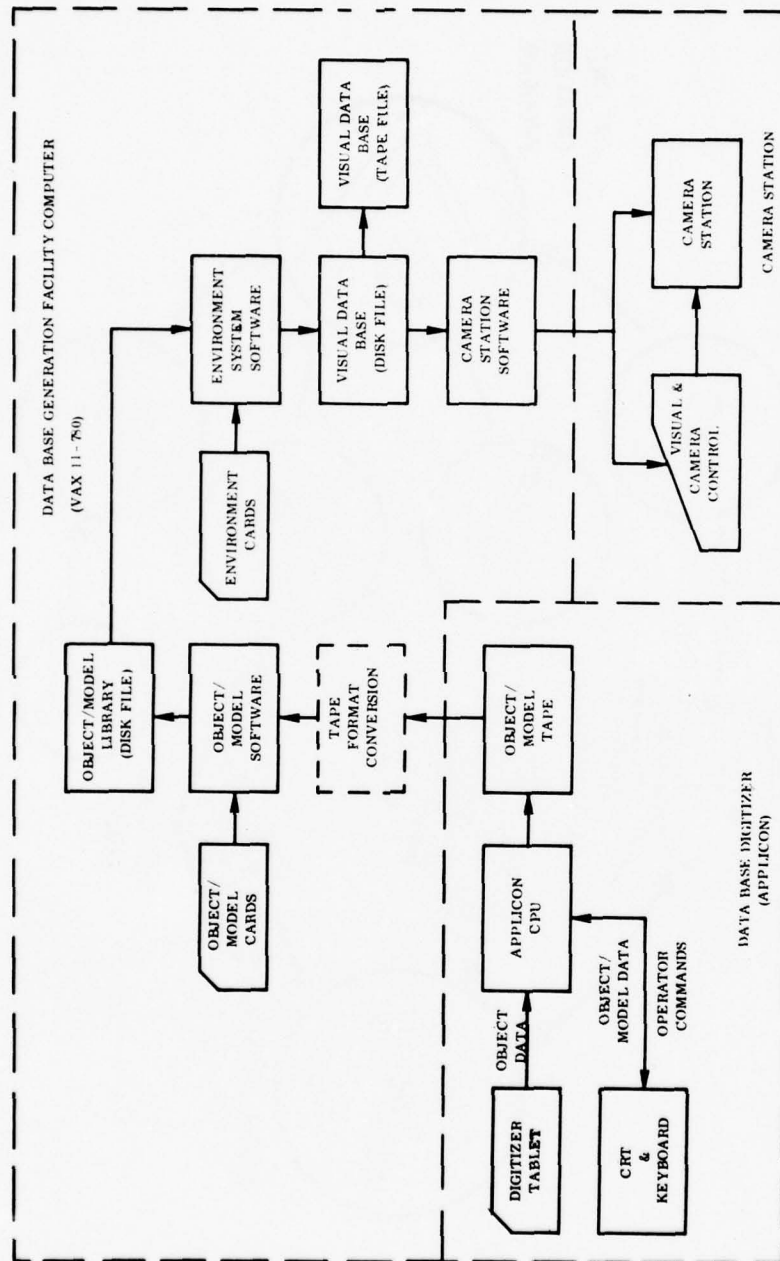 DATA BASE GENERATION FACILITY COMPUTER
(VAX 11-780)
OBJECT/MODEL
LIBRARY
(DISK FILE)
OBJECT/
MODEL
CARDS
OBJECT/
MODEL
SOFTWARE
TAPE
FORMAT
CONVERSION
ENVIRONMENT
CARDS
ENVIRONMENT
SYSTEM
SOFTWARE
VISUAL DATA
BASE
(DISK FILE)
VISUAL DATA
BASE
(TAPE FILE)
CAMERA
STATION
SOFTWARE
DIGITIZER
TABLET
OBJECT
DATA
APPLICON
CPU
OBJECT/
MODEL
TAPE
OBJECT/
MODEL DATA
OPERATOR
COMMANDS
CRT
&
KEYBOARD
DATA BASE DIGITIZER
(APPLICON)
VISUAL &
CAMERA
CONTROL
CAMERA
STATION
CAMERA STATION